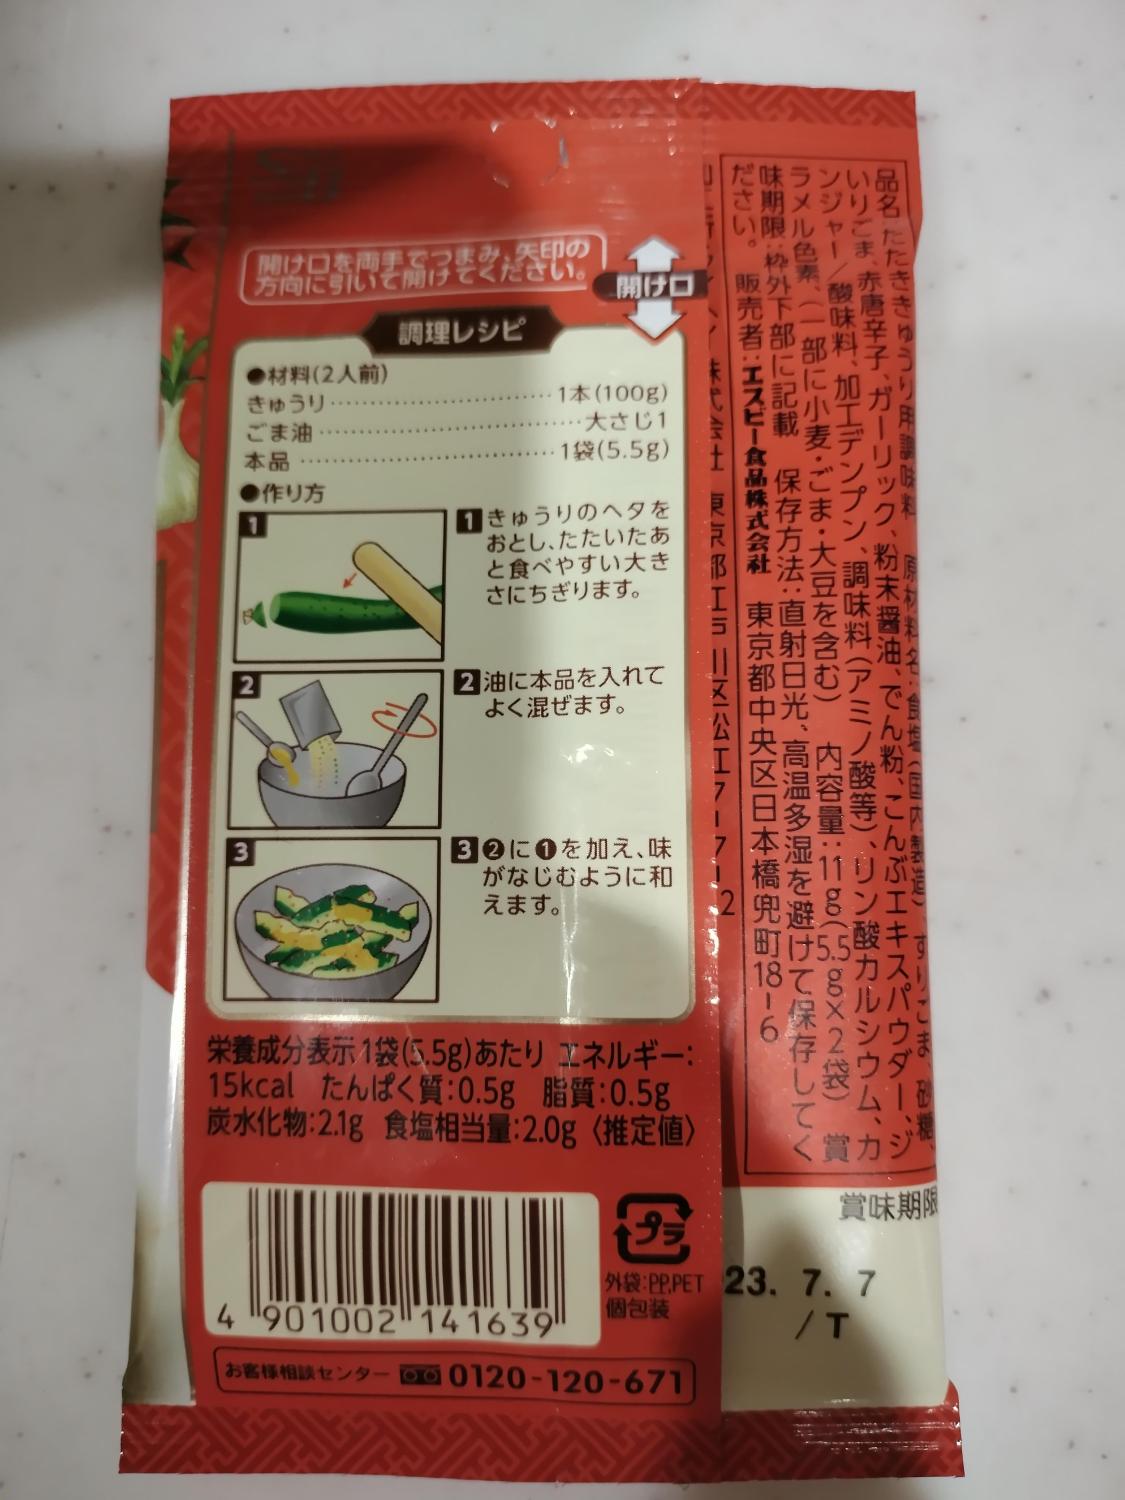 S&B
開け口を両手でつまみ、矢印の
方向に引いて開けてください。
開け口
調理レシピ
●材料(2人前)
きゅうり……………………1本(100g)
ごま油……………………大さじ1
本品……………………1袋(5.5g)
●作り方
1
1 きゅうりのヘタを
おとし、たたいたあ
と食べやすい大き
さにちぎります。
2
2 油に本品を入れて
よく混ぜます。
3
3 ❷に❶を加え、味
がなじむように和
えます。
栄養成分表示 1袋(5.5g)あたり エネルギー:
15kcal たんぱく質:0.5g 脂質:0.5g
炭水化物:2.1g 食塩相当量:2.0g〈推定値〉
4 901002 141639
プラ
外袋:PP,PET
個包装
お客様相談センター 0120-120-671
品名:たたききゅうり用調味料 原材料名:食塩(国内製造)、すりごま、砂糖、
いりごま、赤唐辛子、ガーリック、粉末醤油、でん粉、こんぶエキスパウダー、ジ
ンジャー/酸味料、加工デンプン、調味料(アミノ酸等)、リン酸カルシウム、カ
ラメル色素、(一部に小麦・ごま・大豆を含む) 内容量:11g(5.5g×2袋) 賞
味期限:枠外下部に記載 保存方法:直射日光、高温多湿を避けて保存してく
ださい。 販売者:エスビー食品株式会社 東京都中央区日本橋兜町18-6
株式会社 東京都江戸川区松江7-7-2
賞味期限
23. 7. 7
/T